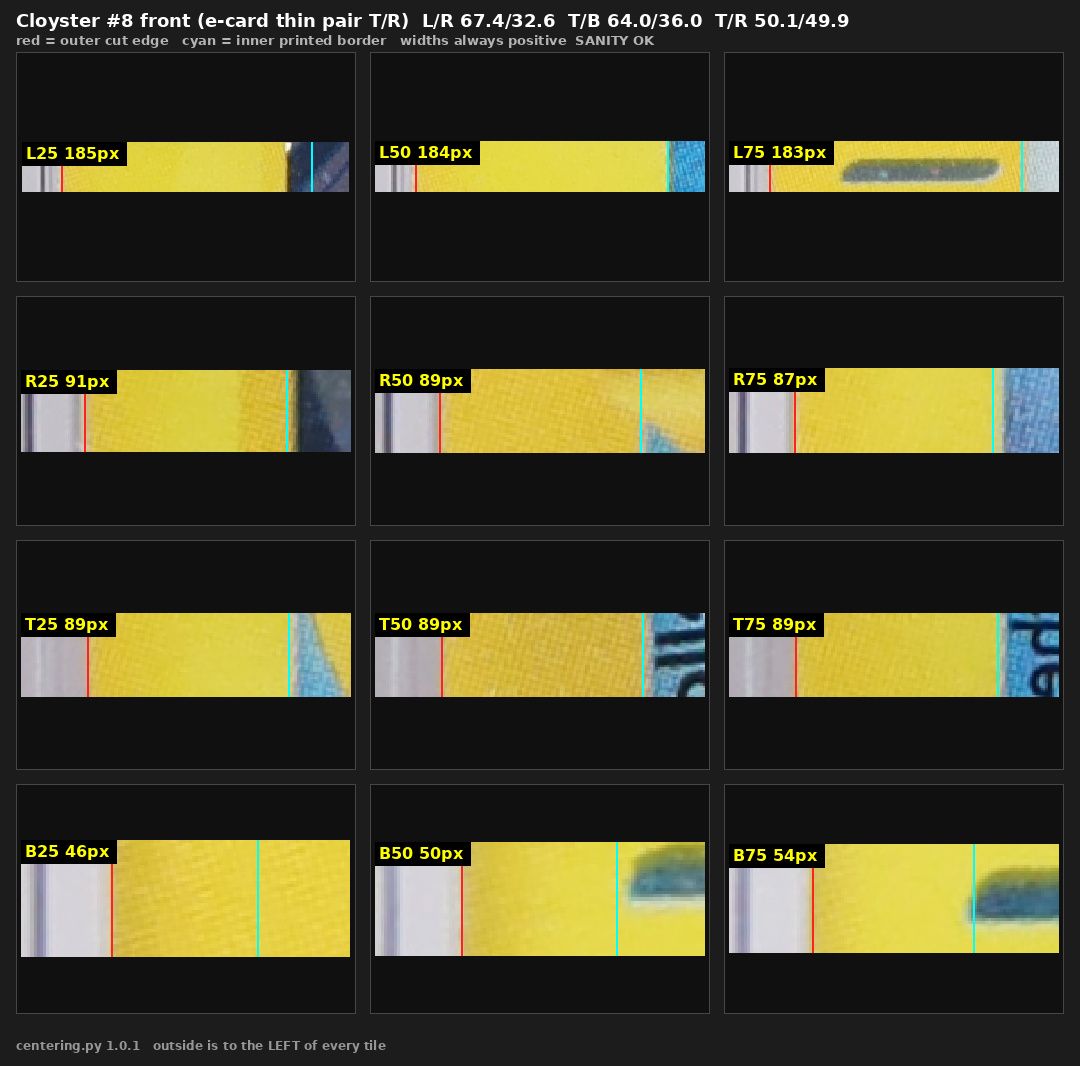 Cloyster #8 front (e-card thin pair T/R)  L/R 67.4/32.6  T/B 64.0/36.0  T/R 50.1/49.9
red = outer cut edge   cyan = inner printed border   widths always positive  SANITY OK
L25 185px
L50 184px
L75 183px
R25 91px
R50 89px
R75 87px
T25 89px
T50 89px
T75 89px
B25 46px
B50 50px
B75 54px
centering.py 1.0.1   outside is to the LEFT of every tile